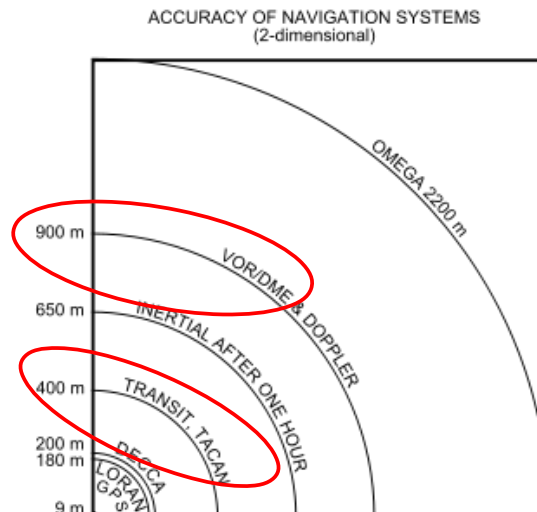 ACCURACY OF NAVIGATION SYSTEMS
(2-dimensional)
OMEGA 2200 m
900 m
VOR/DME & DOPPLER
650 m
INERTIAL AFTER ONE HOUR
400 m
TRANSIT, TACAN
200 m
DECCA
180 m
LORAN
GPS
9 m